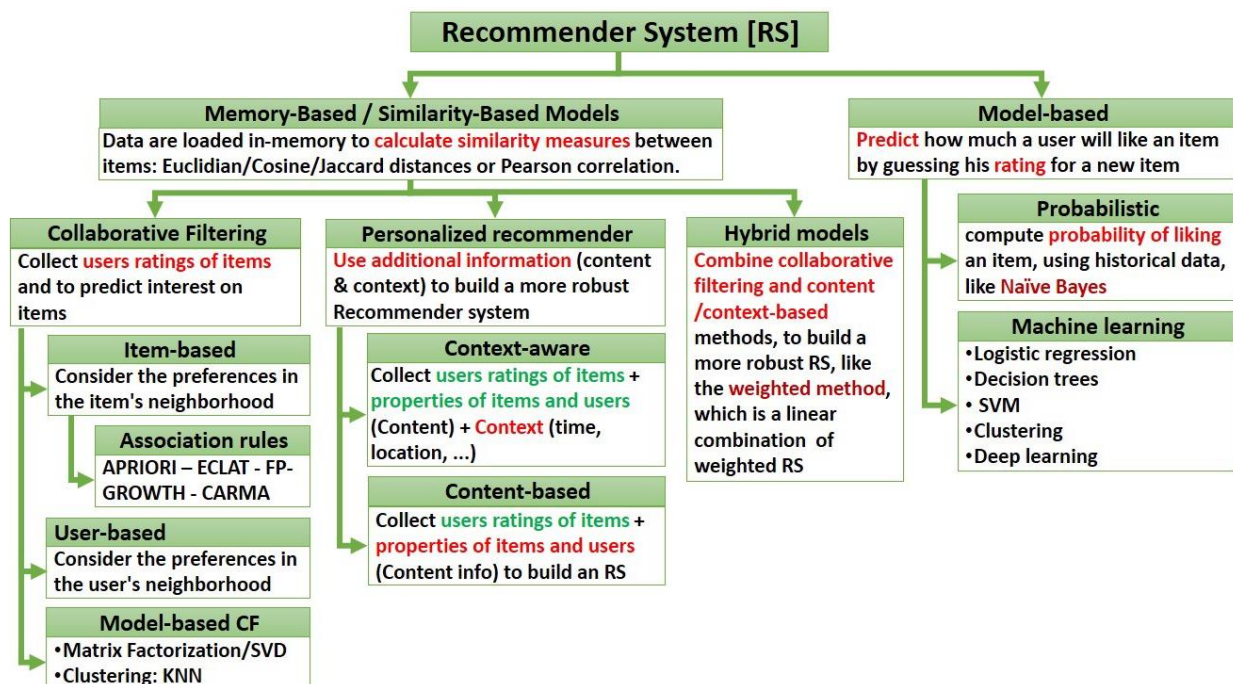 Recommender System [RS]
Memory-Based / Similarity-Based Models
Data are loaded in-memory to calculate similarity measures between
items: Euclidian/Cosine/Jaccard distances or Pearson correlation.
Model-based
Predict how much a user will like an item
by guessing his rating for a new item
Collaborative Filtering
Collect users ratings of items
and to predict interest on
items
Item-based
Consider the preferences in
the item's neighborhood
Association rules
APRIORI – ECLAT - FP-
GROWTH - CARMA
User-based
Consider the preferences in
the user's neighborhood
Model-based CF
•Matrix Factorization/SVD
•Clustering: KNN
Personalized recommender
Use additional information (content
& context) to build a more robust
Recommender system
Context-aware
Collect users ratings of items +
properties of items and users
(Content) + Context (time,
location, ...)
Content-based
Collect users ratings of items +
properties of items and users
(Content info) to build an RS
Hybrid models
Combine collaborative
filtering and content
/context-based
methods, to build a
more robust RS, like
the weighted method,
which is a linear
combination of
weighted RS
Probabilistic
compute probability of liking
an item, using historical data,
like Naïve Bayes
Machine learning
•Logistic regression
•Decision trees
• SVM
•Clustering
•Deep learning